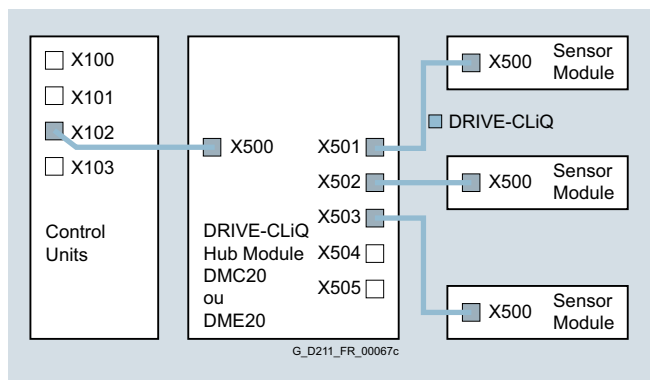 X100
X101
X102
X103
Control
Units
X500
X501
X502
X503
X504
X505
DRIVE-CLiQ
Hub Module
DMC20
ou
DME20
X500
Sensor
Module
DRIVE-CLiQ
X500
Sensor
Module
X500
Sensor
Module
G_D211_FR_00067c